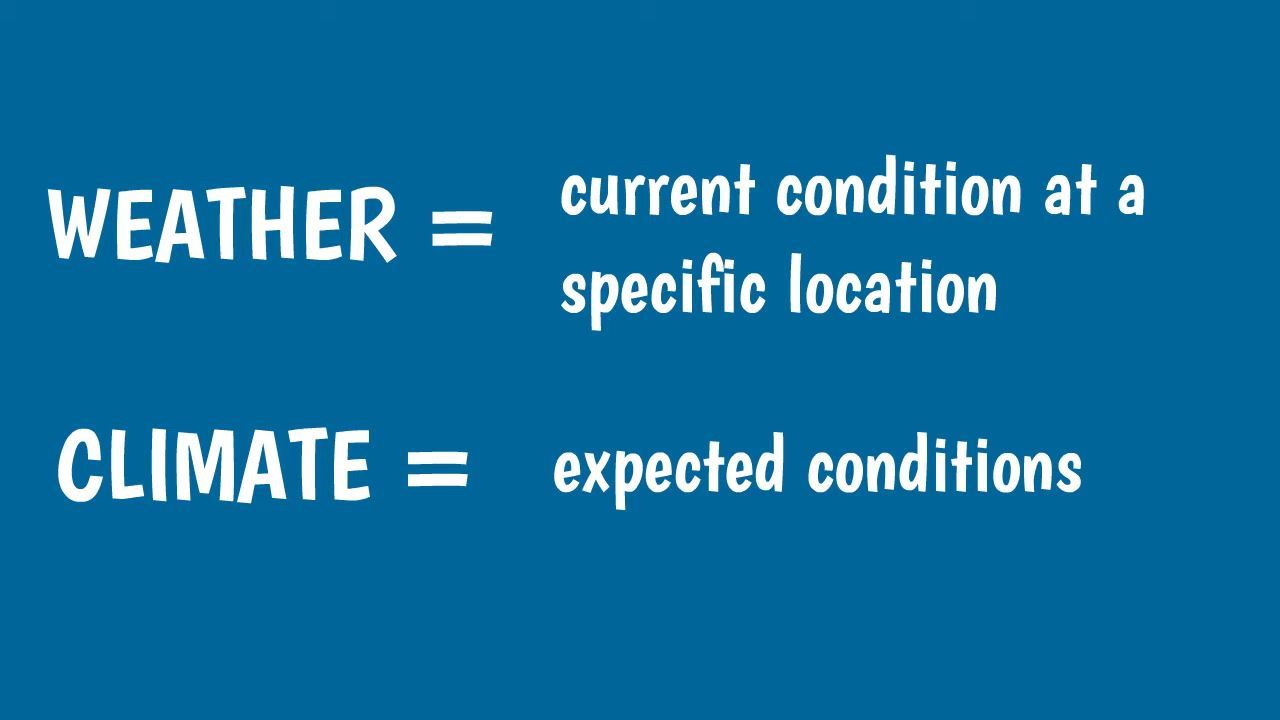 WEATHER = current condition at a
specific location
CLIMATE = expected conditions